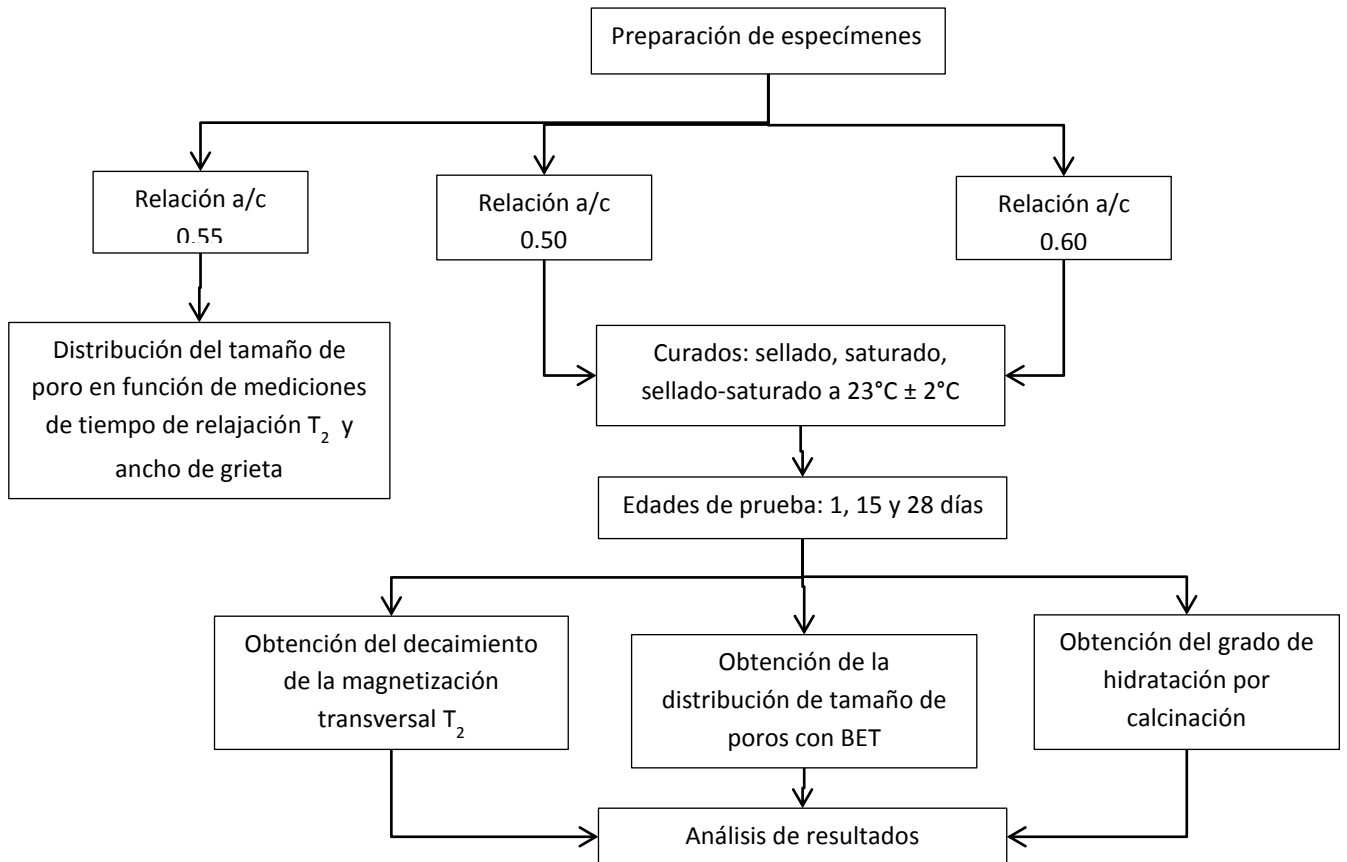 Preparación de especímenes
Relación a/c
0.55
Relación a/c
0.50
Relación a/c
0.60
Distribución del tamaño de
poro en función de mediciones
de tiempo de relajación T₂ y
ancho de grieta
Curados: sellado, saturado,
sellado-saturado a 23°C ± 2°C
Edades de prueba: 1, 15 y 28 días
Obtención del decaimiento
de la magnetización
transversal T₂
Obtención de la
distribución de tamaño de
poros con BET
Obtención del grado de
hidratación por
calcinación
Análisis de resultados